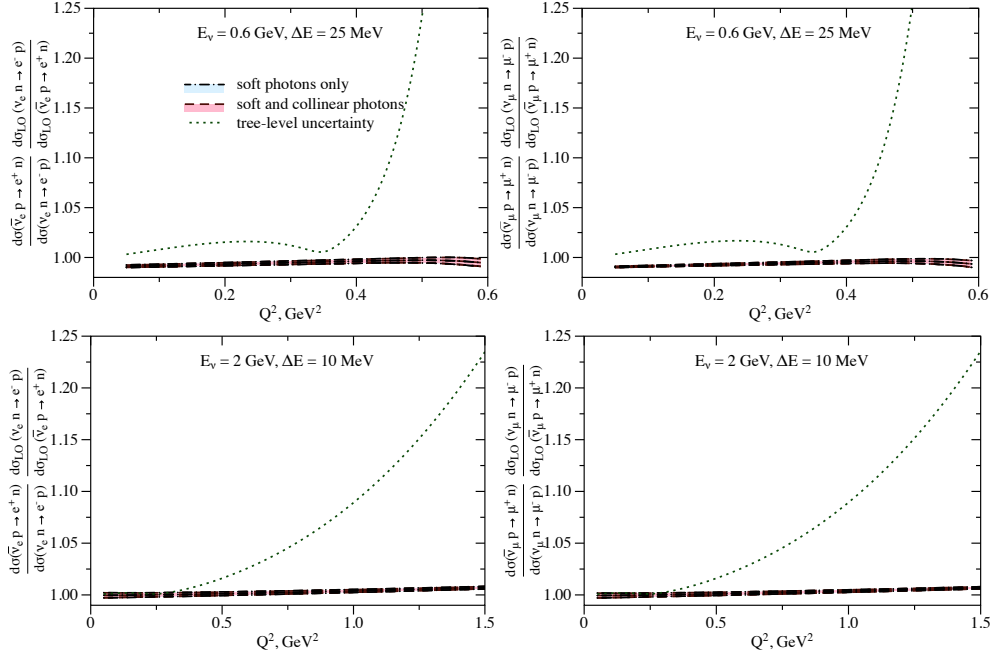 E_ν = 0.6 GeV, ΔE = 25 MeV
soft photons only
soft and collinear photons
tree-level uncertainty
dσ(ν̄_e p → e⁺ n) dσ_LO (ν_e n → e⁻ p)
dσ(ν_e n → e⁻ p) dσ_LO (ν̄_e p → e⁺ n)
1.25
1.20
1.15
1.10
1.05
1.00
0 0.2 0.4 0.6
Q², GeV²
E_ν = 0.6 GeV, ΔE = 25 MeV
dσ(ν̄_μ p → μ⁺ n) dσ_LO (ν_μ n → μ⁻ p)
dσ(ν_μ n → μ⁻ p) dσ_LO (ν̄_μ p → μ⁺ n)
1.25
1.20
1.15
1.10
1.05
1.00
0 0.2 0.4 0.6
Q², GeV²
E_ν = 2 GeV, ΔE = 10 MeV
dσ(ν̄_e p → e⁺ n) dσ_LO (ν_e n → e⁻ p)
dσ(ν_e n → e⁻ p) dσ_LO (ν̄_e p → e⁺ n)
1.25
1.20
1.15
1.10
1.05
1.00
0 0.5 1.0 1.5
Q², GeV²
E_ν = 2 GeV, ΔE = 10 MeV
dσ(ν̄_μ p → μ⁺ n) dσ_LO (ν_μ n → μ⁻ p)
dσ(ν_μ n → μ⁻ p) dσ_LO (ν̄_μ p → μ⁺ n)
1.25
1.20
1.15
1.10
1.05
1.00
0 0.5 1.0 1.5
Q², GeV²